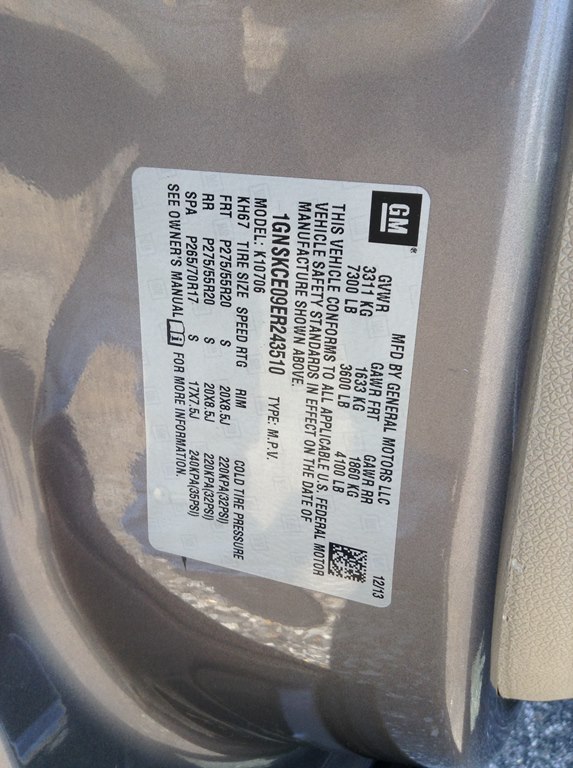 GM®
MFD BY GENERAL MOTORS LLC 12/13
GVWR GAWR FRT GAWR RR
3311 KG 1633 KG 1860 KG
7300 LB 3600 LB 4100 LB
THIS VEHICLE CONFORMS TO ALL APPLICABLE U.S. FEDERAL MOTOR
VEHICLE SAFETY STANDARDS IN EFFECT ON THE DATE OF
MANUFACTURE SHOWN ABOVE.
1GNSKCE09ER243510 TYPE: M.P.V.
MODEL: K10706
KH67 TIRE SIZE SPEED RTG RIM COLD TIRE PRESSURE
FRT P275/55R20 S 20X8.5J 220KPA(32PSI)
RR P275/55R20 S 20X8.5J 220KPA(32PSI)
SPA P265/70R17 S 17X7.5J 240KPA(35PSI)
SEE OWNER'S MANUAL i FOR MORE INFORMATION.